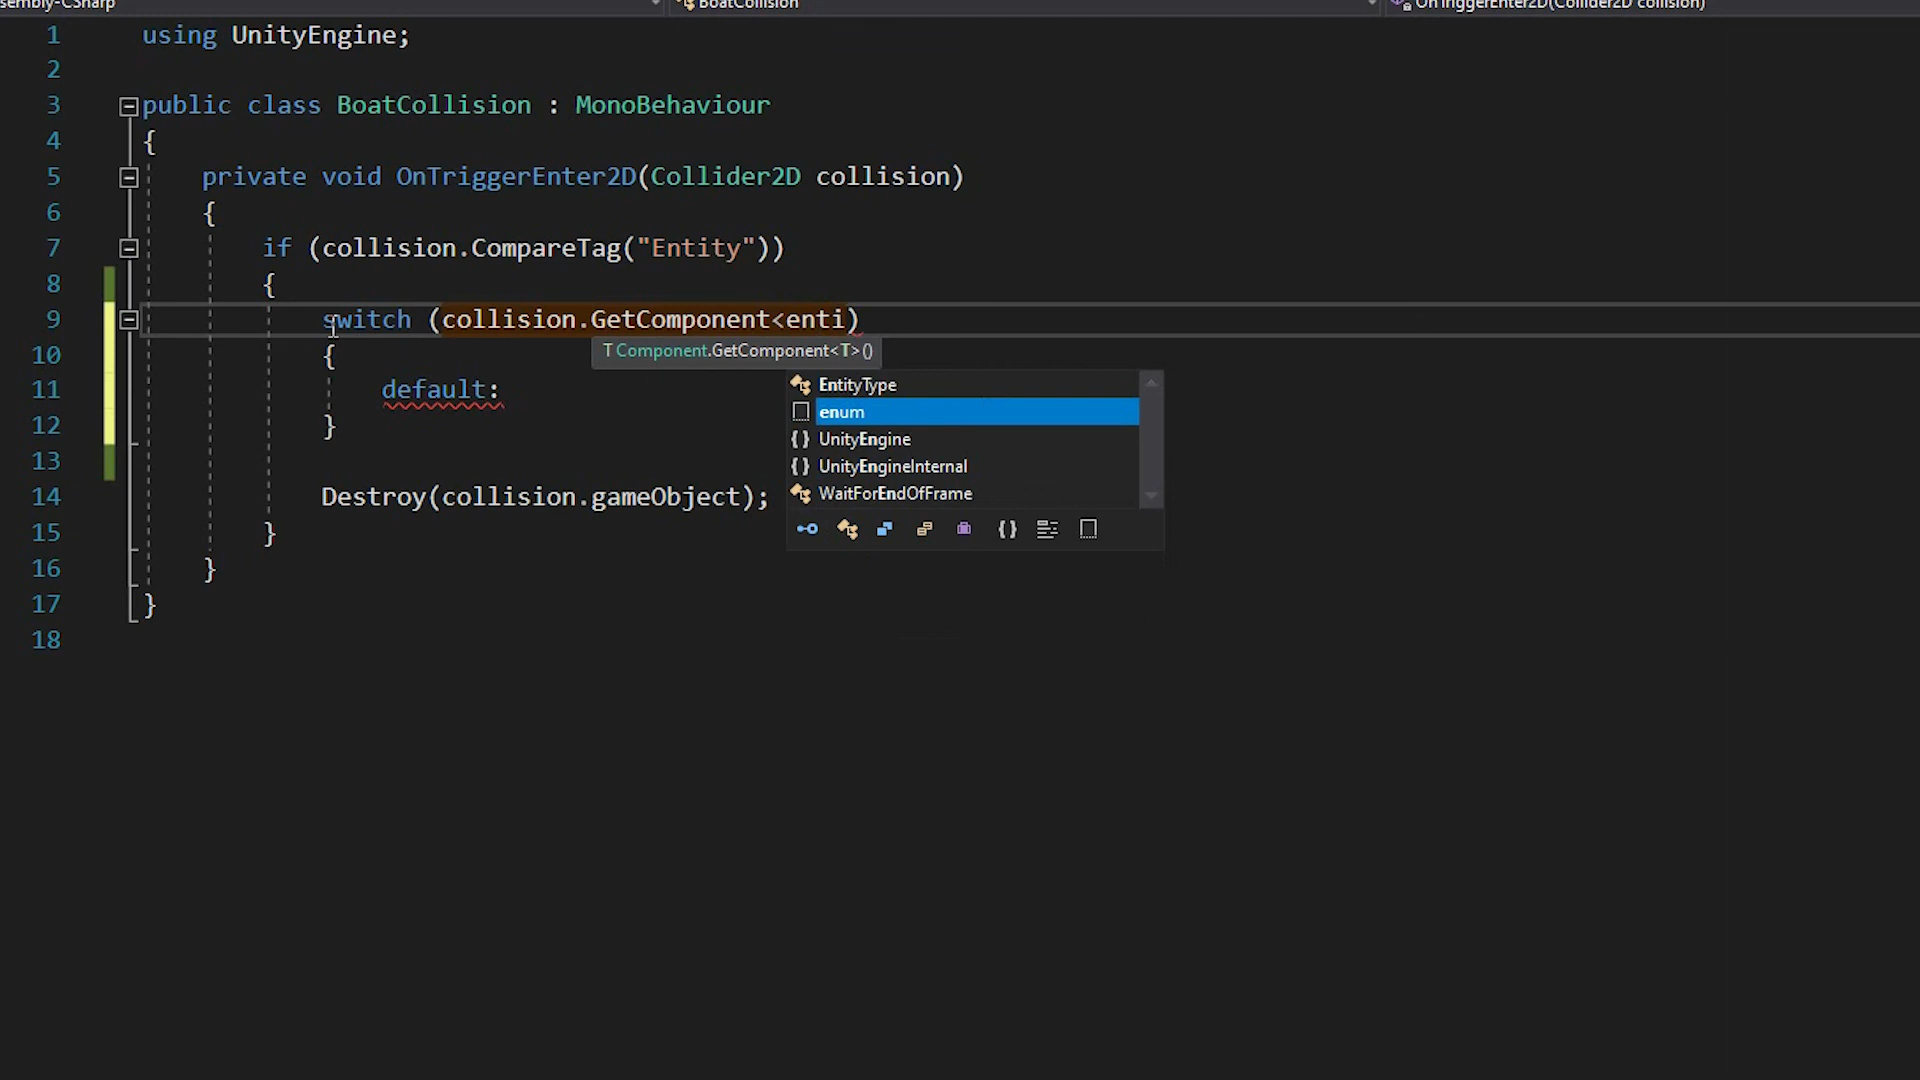 sembly-CSharp BoatCollision OnTriggerEnter2D(Collider2D collision)
1 using UnityEngine;
2
3 public class BoatCollision : MonoBehaviour
4 {
5 private void OnTriggerEnter2D(Collider2D collision)
6 {
7 if (collision.CompareTag("Entity"))
8 {
9 switch (collision.GetComponent<enti)
T Component.GetComponent<T>()
10 {
11 default:
12 }
13
14 Destroy(collision.gameObject);
15 }
16 }
17 }
18
EntityType
enum
UnityEngine
UnityEngineInternal
WaitForEndOfFrame